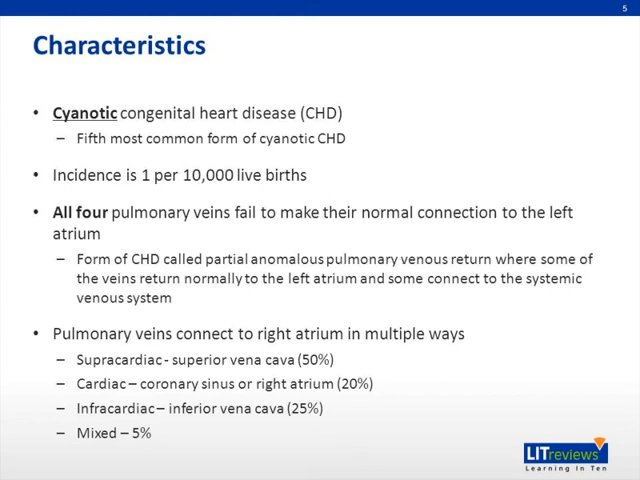 5
Characteristics
• Cyanotic congenital heart disease (CHD)
– Fifth most common form of cyanotic CHD
• Incidence is 1 per 10,000 live births
• All four pulmonary veins fail to make their normal connection to the left
atrium
– Form of CHD called partial anomalous pulmonary venous return where some of
the veins return normally to the left atrium and some connect to the systemic
venous system
• Pulmonary veins connect to right atrium in multiple ways
– Supracardiac - superior vena cava (50%)
– Cardiac – coronary sinus or right atrium (20%)
– Infracardiac – inferior vena cava (25%)
– Mixed – 5%
LITreviews
Learning In Ten